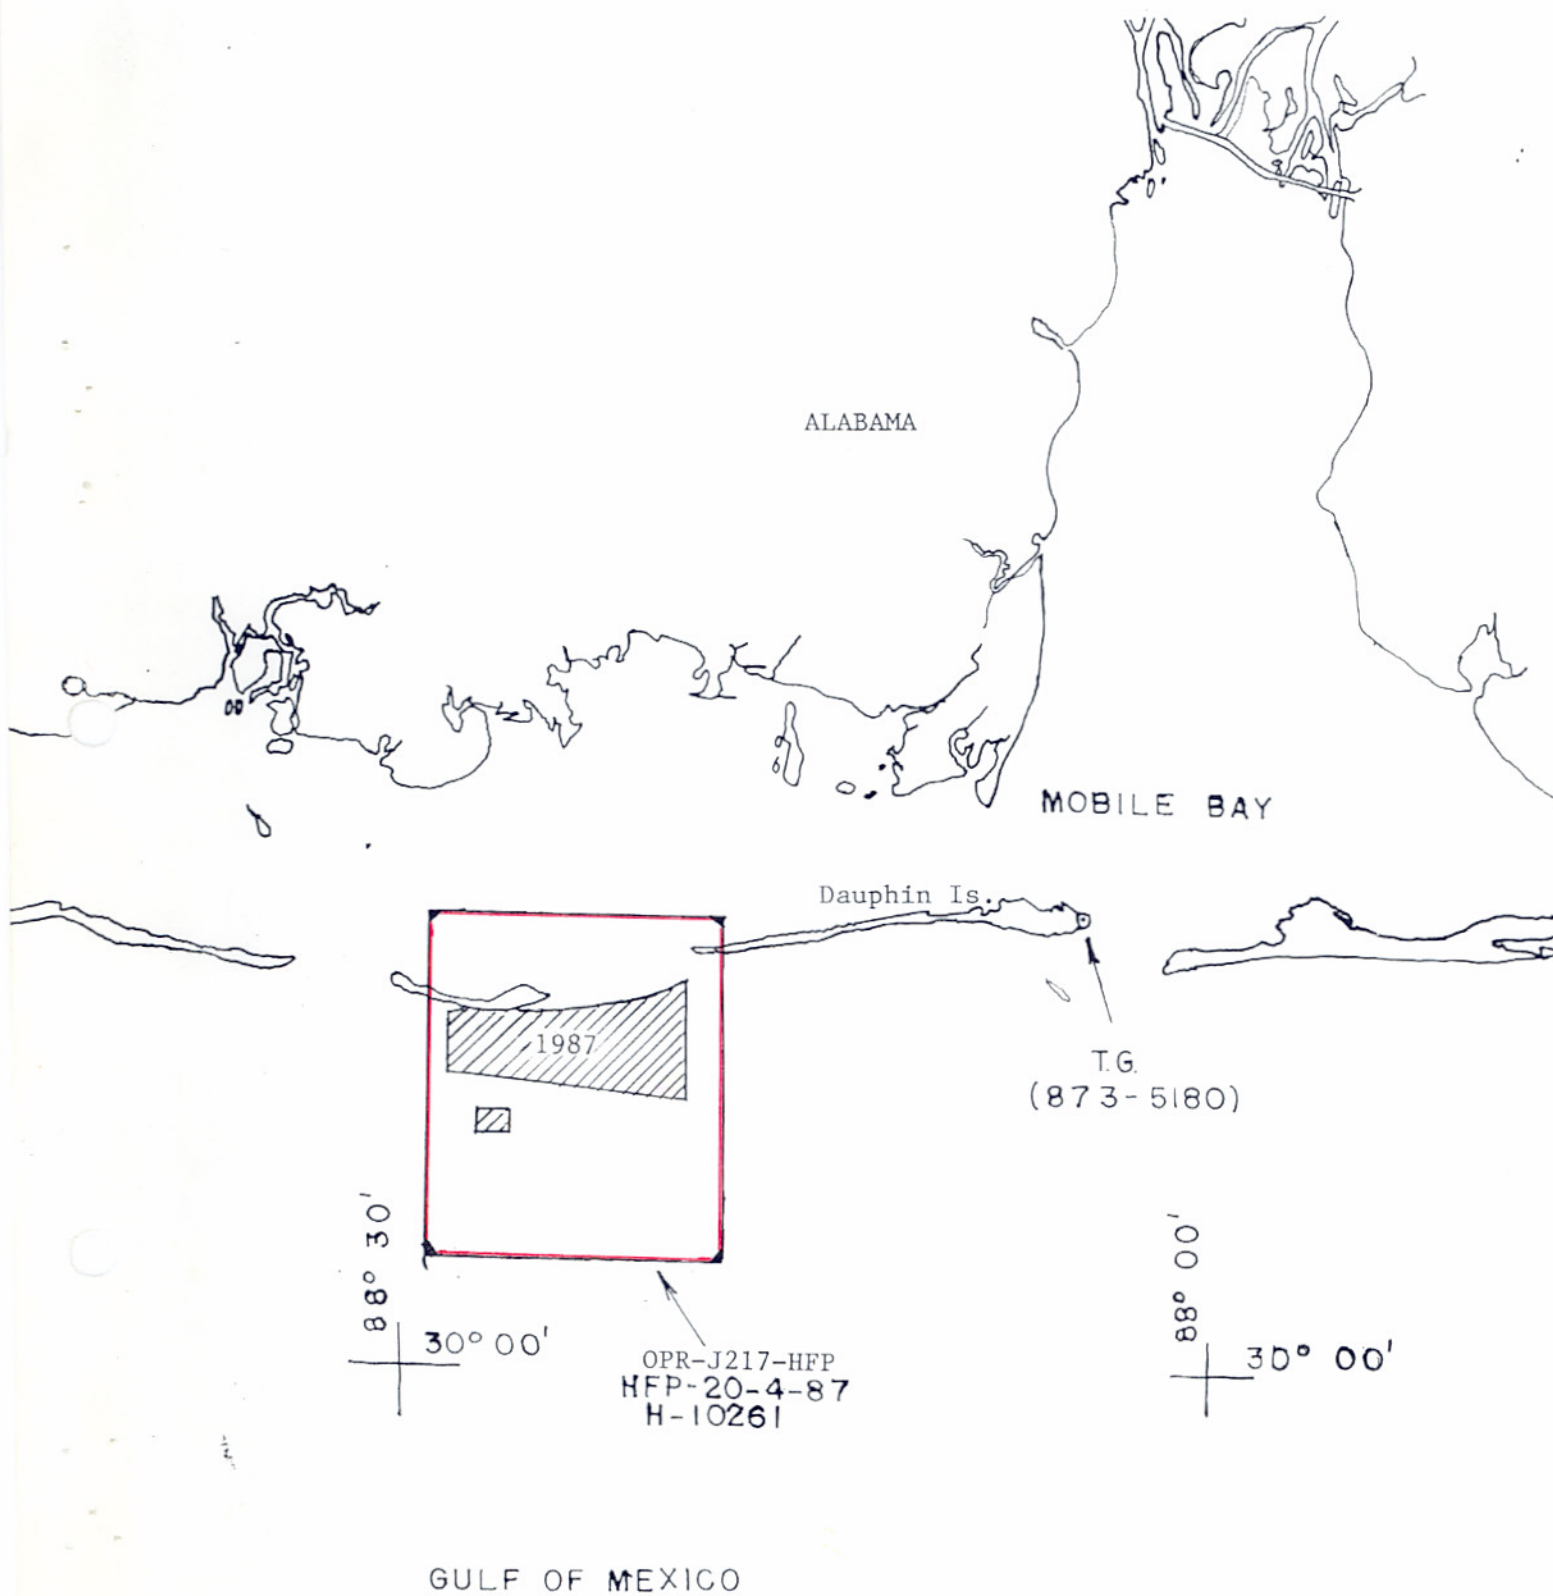 ALABAMA
MOBILE BAY
Dauphin Is.
1987
T.G.
(873-5180)
88° 30'
30° 00'
88° 00'
30° 00'
OPR-J217-HFP
HFP-20-4-87
H-10261
GULF OF MEXICO